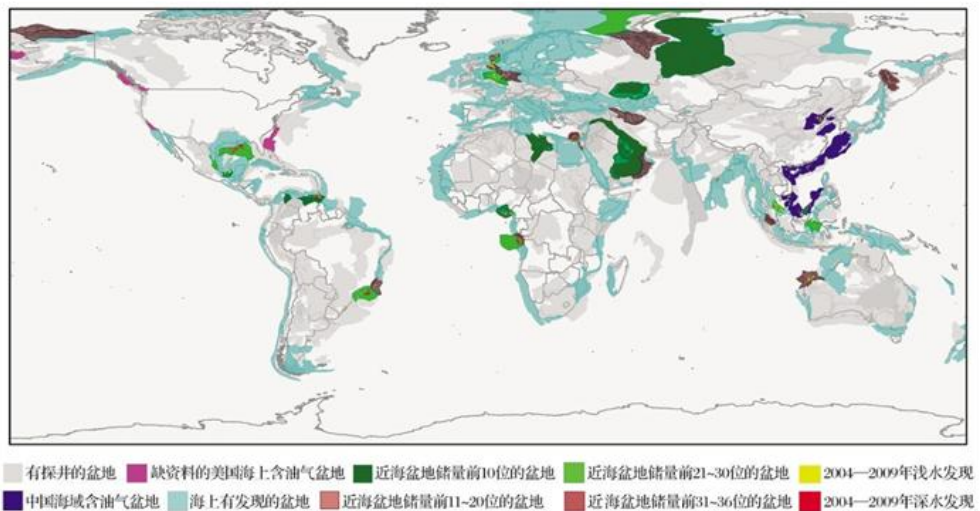 有探井的盆地 缺资料的美国海上含油气盆地 近海盆地储量前10位的盆地 近海盆地储量前21~30位的盆地 2004—2009年浅水发现
中国海域含油气盆地 海上有发现的盆地 近海盆地储量前11~20位的盆地 近海盆地储量前31~36位的盆地 2004—2009年深水发现